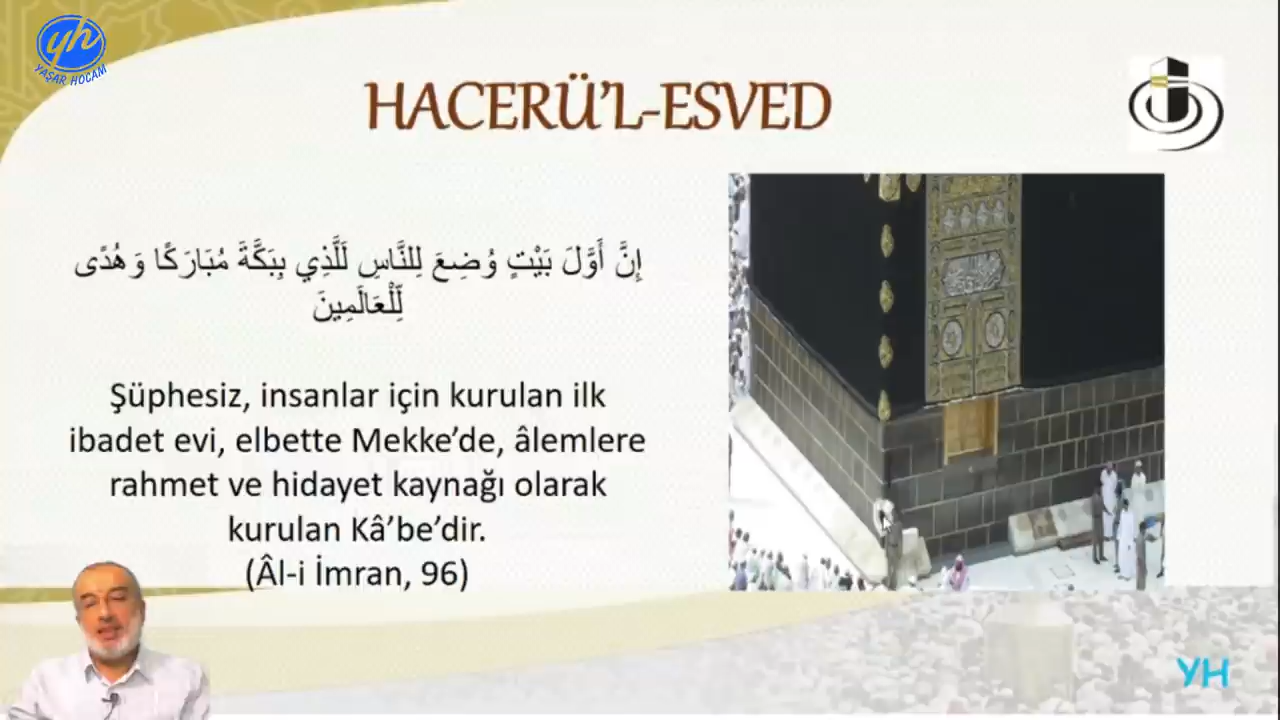 yh
YAŞAR HOCAM
HACERÜ’L-ESVED
إِنَّ أَوَّلَ بَيْتٍ وُضِعَ لِلنَّاسِ لَلَّذِي بِبَكَّةَ مُبَارَكًا وَهُدًى
لِّلْعَالَمِينَ
Şüphesiz, insanlar için kurulan ilk
ibadet evi, elbette Mekke’de, âlemlere
rahmet ve hidayet kaynağı olarak
kurulan Kâ’be’dir.
(Âl-i İmran, 96)
YH